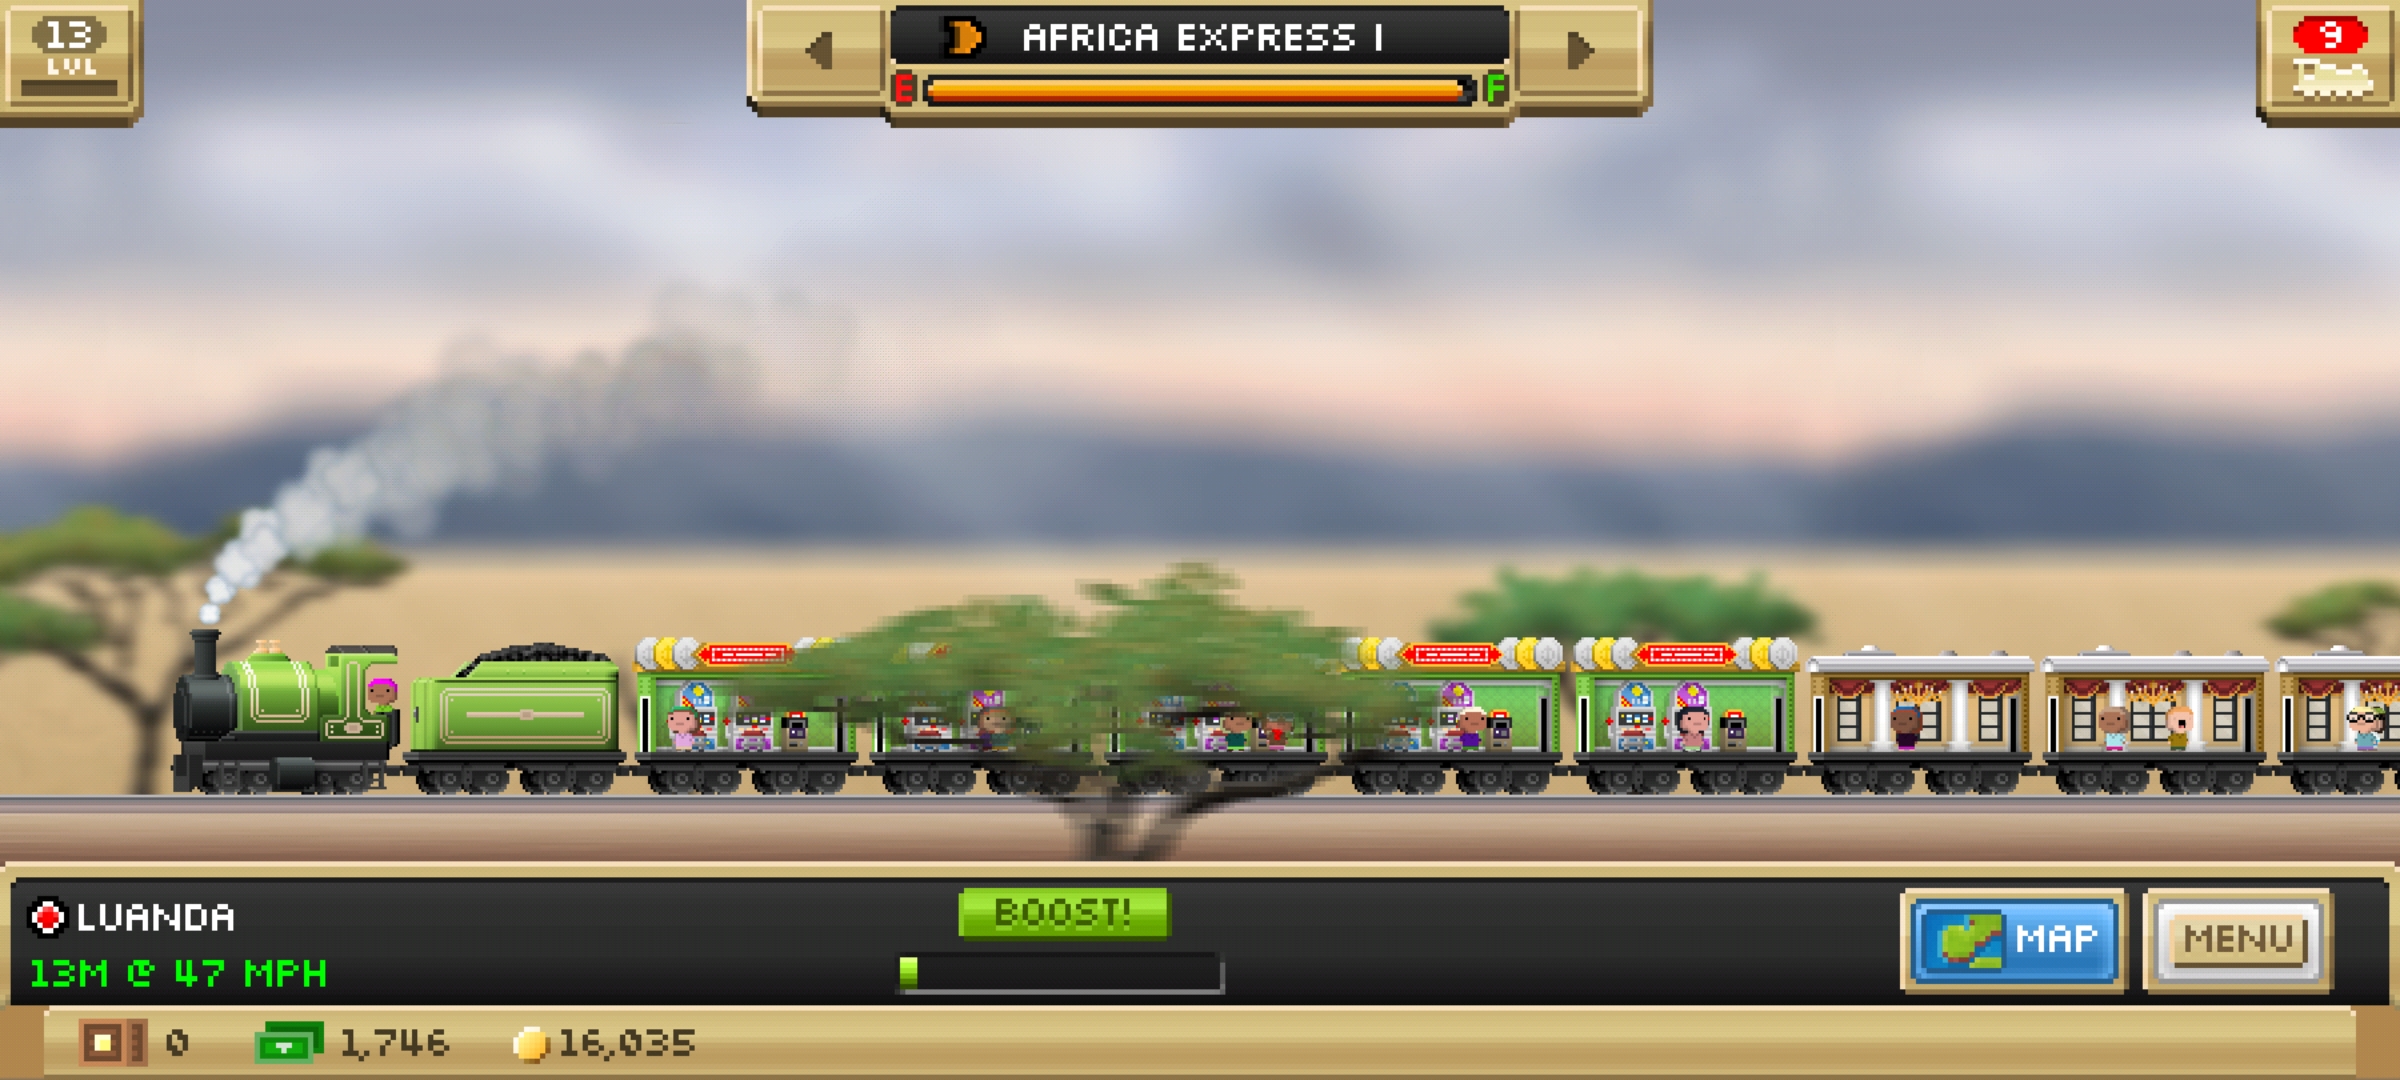 13
LVL
AFRICA EXPRESS I
E
F
9
LUANDA
13M @ 47 MPH
BOOST!
MAP
MENU
0
1,746
16,035